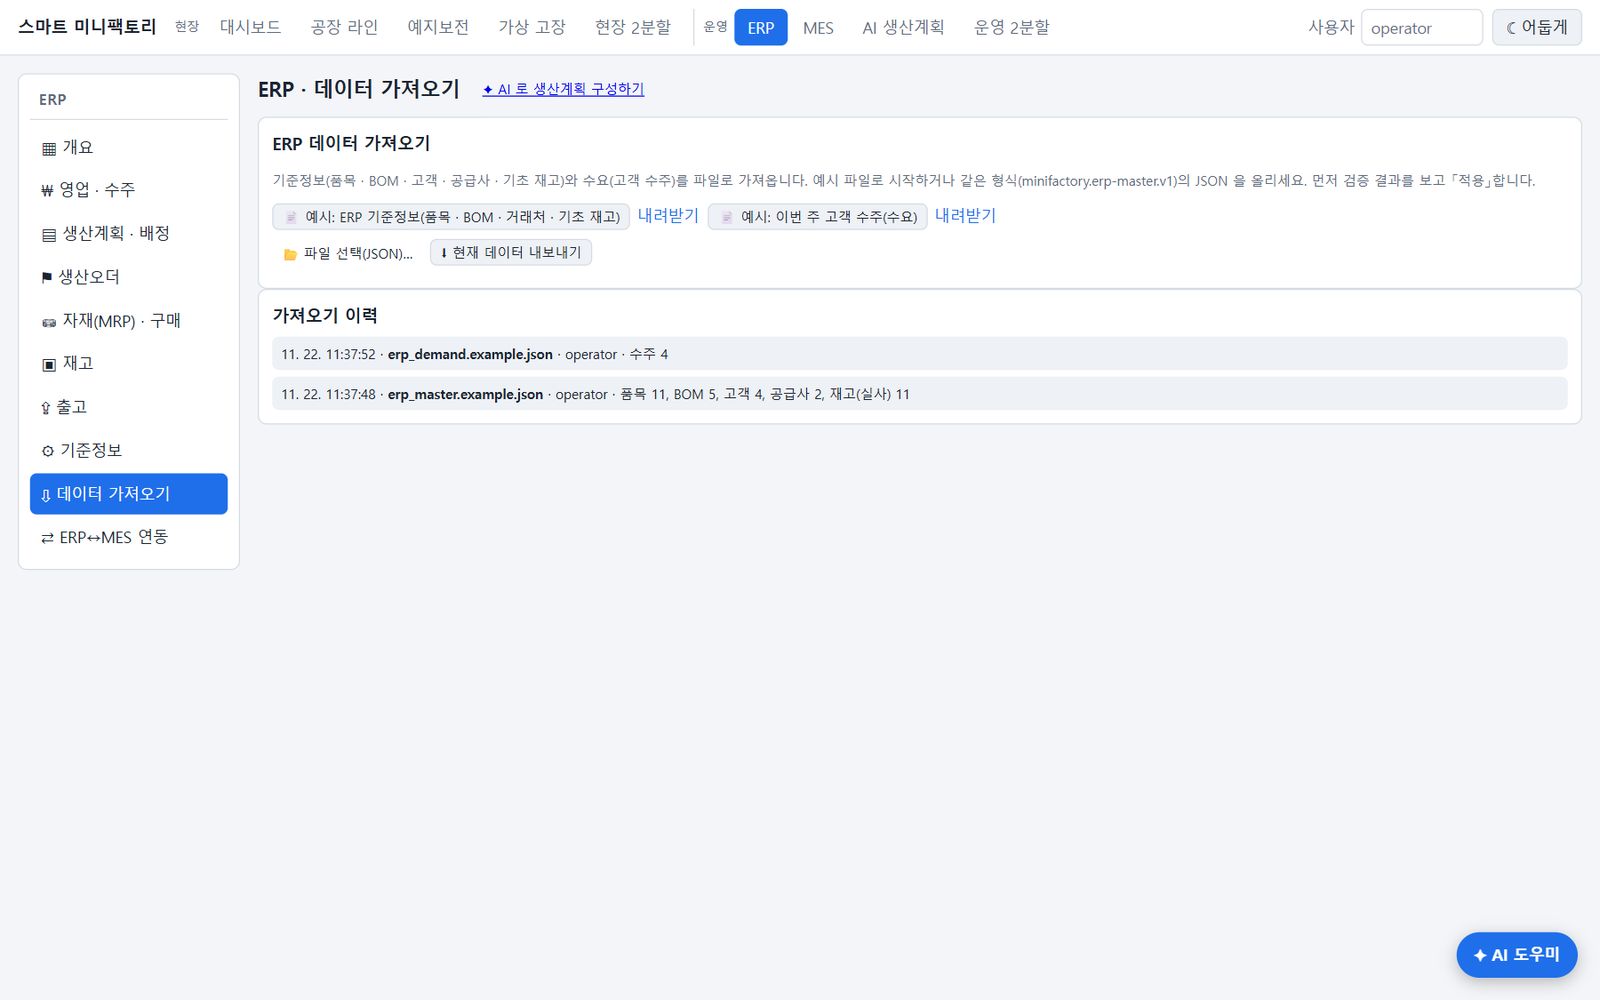 스마트 미니팩토리 현장 대시보드 공장 라인 예지보전 가상 고장 현장 2분할 운영 ERP MES AI 생산계획 운영 2분할 사용자 operator ☾ 어둡게
ERP
▦ 개요
₩ 영업 · 수주
▤ 생산계획 · 배정
⚑ 생산오더
자재(MRP) · 구매
▣ 재고
⇪ 출고
⚙ 기준정보
⇩ 데이터 가져오기
⇄ ERP↔MES 연동
ERP · 데이터 가져오기 ✦ AI 로 생산계획 구성하기
ERP 데이터 가져오기
기준정보(품목 · BOM · 고객 · 공급사 · 기초 재고)와 수요(고객 수주)를 파일로 가져옵니다. 예시 파일로 시작하거나 같은 형식(minifactory.erp-master.v1)의 JSON 을 올리세요. 먼저 검증 결과를 보고 「적용」합니다.
📄 예시: ERP 기준정보(품목 · BOM · 거래처 · 기초 재고) 내려받기 📄 예시: 이번 주 고객 수주(수요) 내려받기
📂 파일 선택(JSON)… ⬇ 현재 데이터 내보내기
가져오기 이력
11. 22. 11:37:52 · erp_demand.example.json · operator · 수주 4
11. 22. 11:37:48 · erp_master.example.json · operator · 품목 11, BOM 5, 고객 4, 공급사 2, 재고(실사) 11
✦ AI 도우미